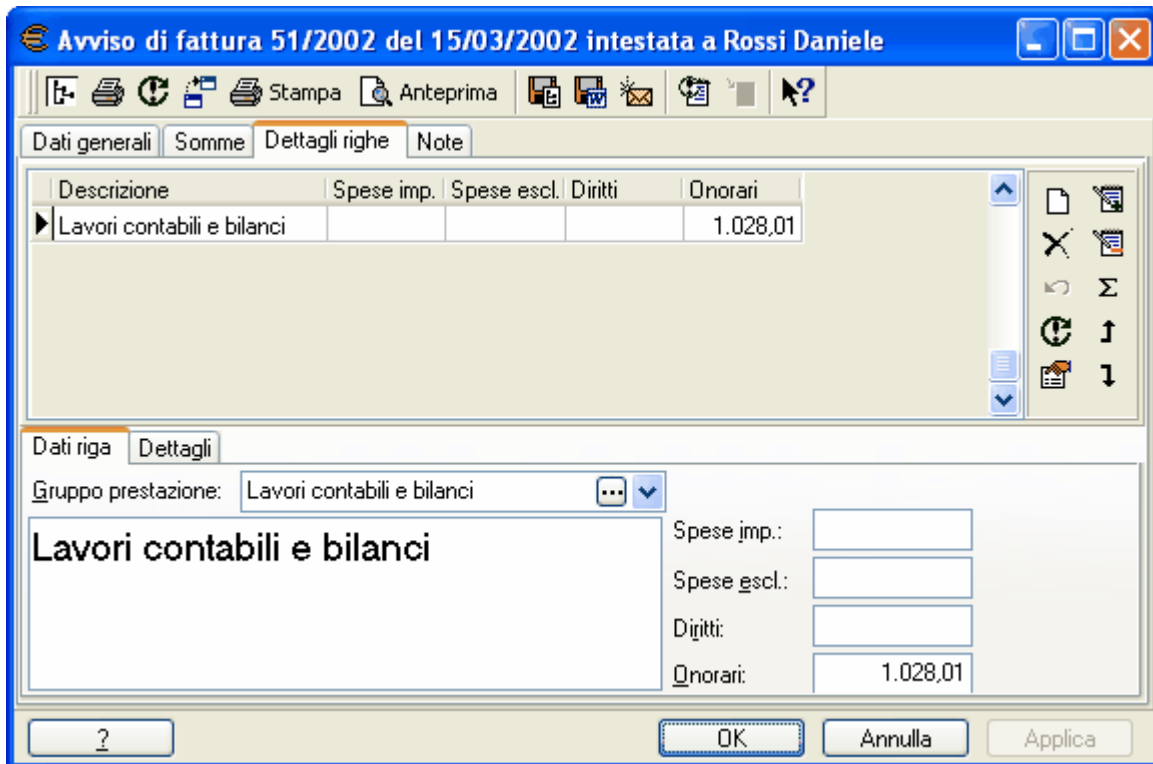 Avviso di fattura 51/2002 del 15/03/2002 intestata a Rossi Daniele
Stampa Anteprima
Dati generali Somme Dettagli righe Note
Descrizione Spese imp. Spese escl. Diritti Onorari
Lavori contabili e bilanci 1.028,01
Dati riga Dettagli
Gruppo prestazione: Lavori contabili e bilanci
Lavori contabili e bilanci
Spese imp.:
Spese escl.:
Diritti:
Onorari: 1.028,01
? OK Annulla Applica